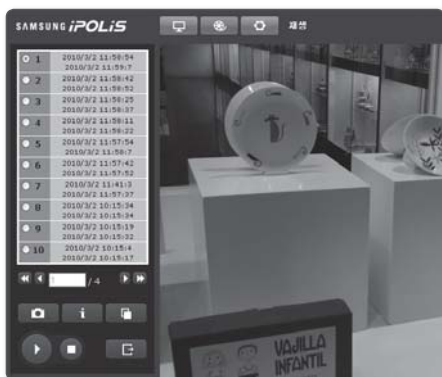 SAMSUNG iPOLiS 재생
1 2010/3/2 11:58:54
2010/3/2 11:59:7
2 2010/3/2 11:58:42
2010/3/2 11:58:52
3 2010/3/2 11:58:25
2010/3/2 11:58:37
4 2010/3/2 11:58:11
2010/3/2 11:58:22
5 2010/3/2 11:57:54
2010/3/2 11:58:7
6 2010/3/2 11:57:42
2010/3/2 11:57:52
7 2010/3/2 11:41:3
2010/3/2 11:57:37
8 2010/3/2 10:15:34
2010/3/2 10:15:34
9 2010/3/2 10:15:19
2010/3/2 10:15:32
10 2010/3/2 10:15:4
2010/3/2 10:15:17
1 / 4
VAJILLA
INFANTIL